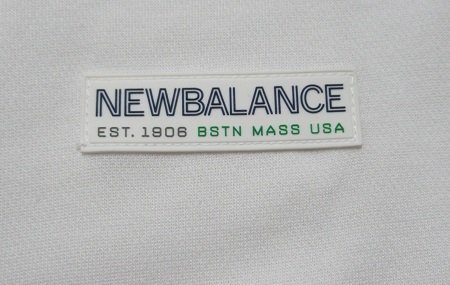 NEWBALANCE
EST. 1906 BSTN MASS USA